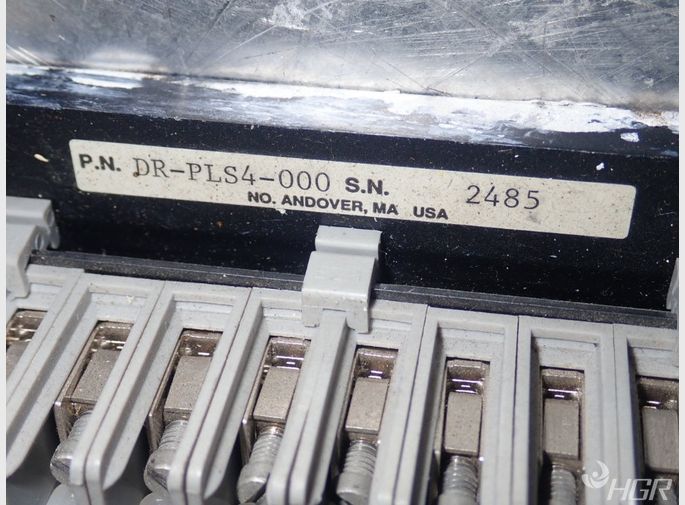 P.N. DR-PLS4-000 S.N. 2485
NO. ANDOVER, MA USA
HGR